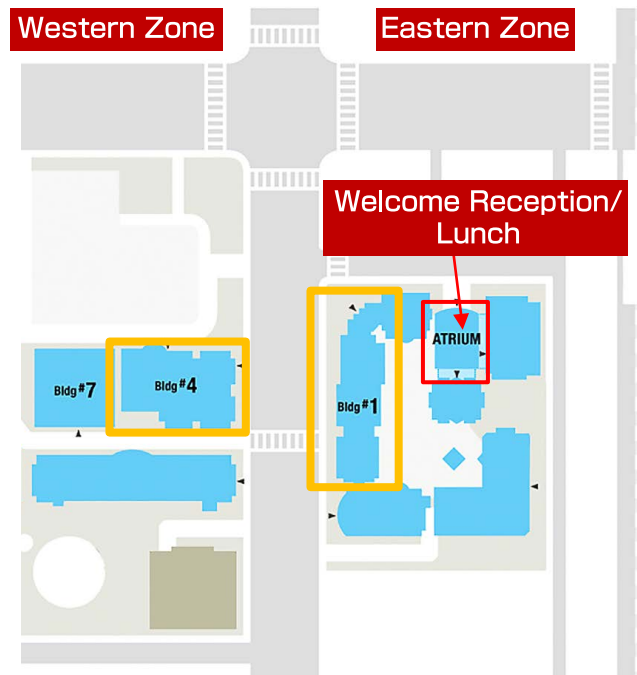 Western Zone
Eastern Zone
Welcome Reception/
Lunch
ATRIUM
Bldg#7
Bldg#4
Bldg#1